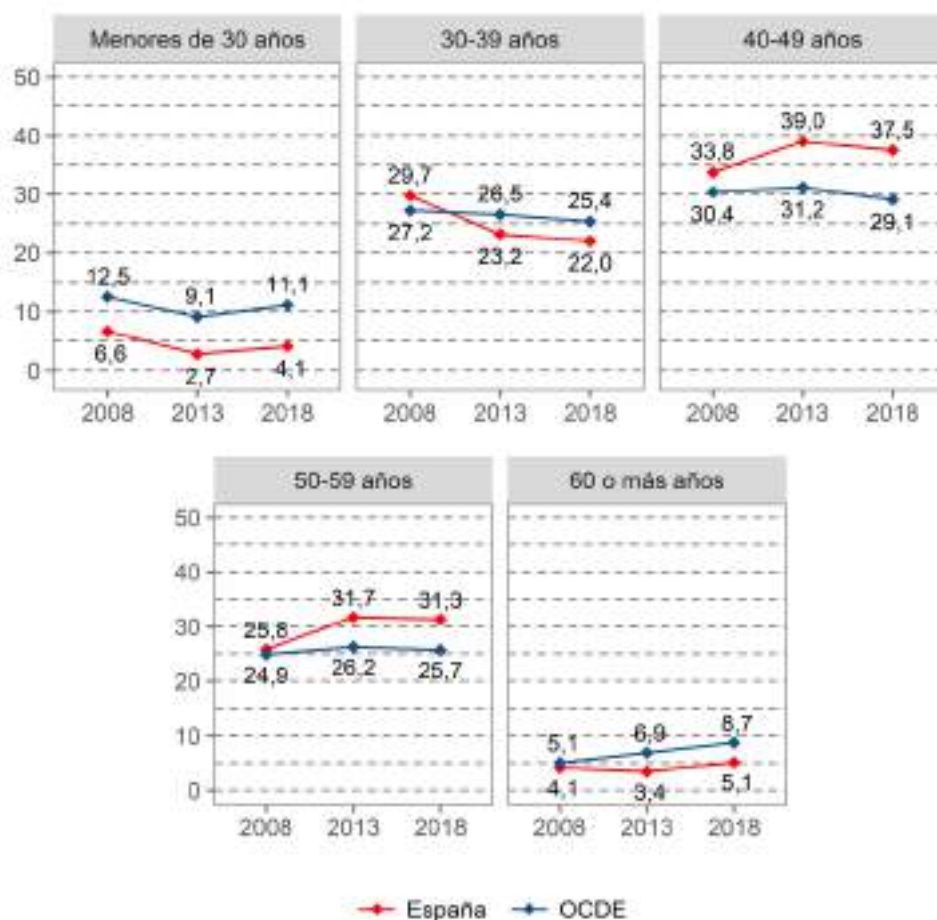 Menores de 30 años 30-39 años 40-49 años
50
40
30
20
10
0
12,5 9,1 11,1
6,6 2,7 4,1
29,7 26,5 25,4
27,2 23,2 22,0
33,8 39,0 37,5
30,4 31,2 29,1
2008 2013 2018 2008 2013 2018 2008 2013 2018
50-59 años 60 o más años
50
40
30
20
10
0
25,8 31,7 31,3
24,9 26,2 25,7
5,1 6,9 8,7
4,1 3,4 5,1
2008 2013 2018 2008 2013 2018
España OCDE